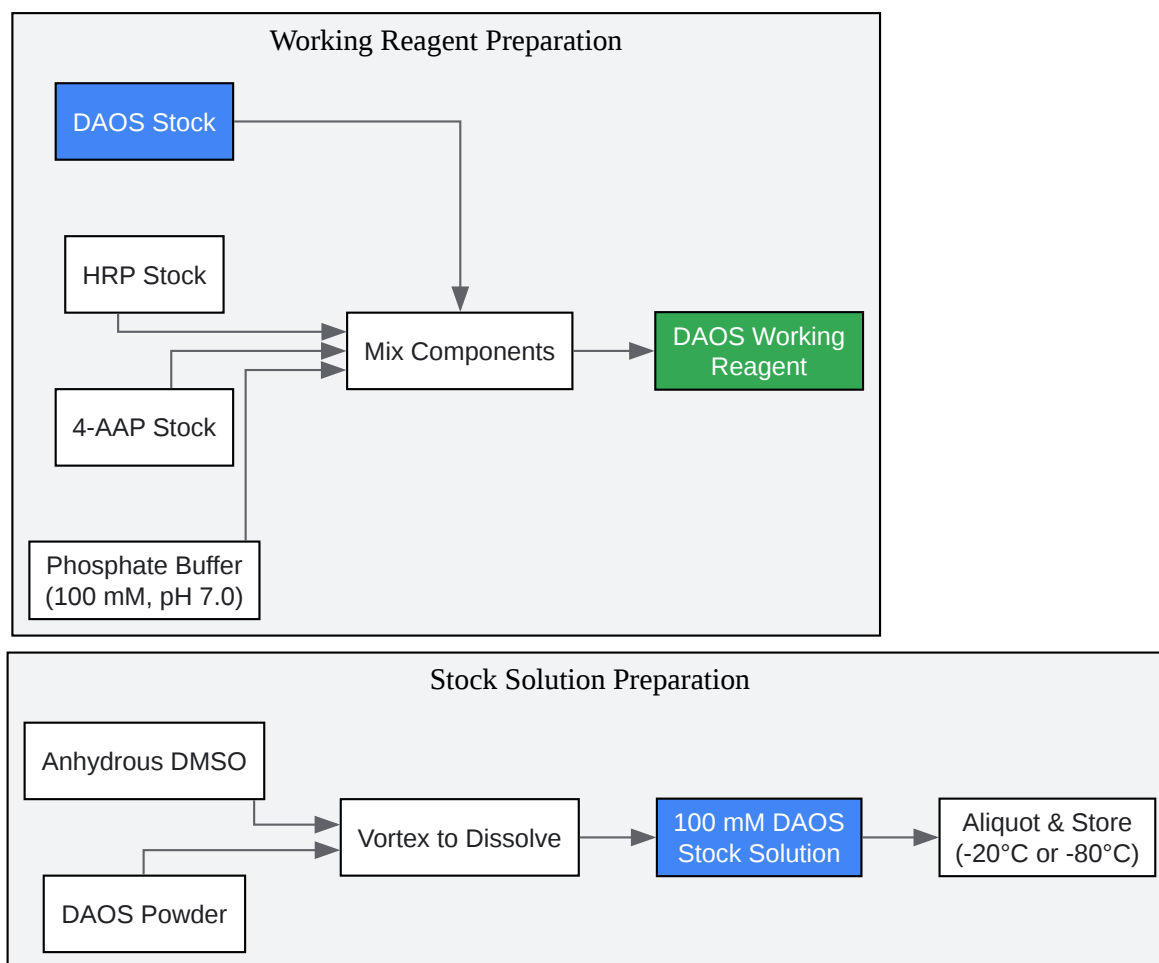 Working Reagent Preparation
DAOS Stock
HRP Stock
4-AAP Stock
Phosphate Buffer
(100 mM, pH 7.0)
Mix Components
DAOS Working
Reagent
Stock Solution Preparation
Anhydrous DMSO
DAOS Powder
Vortex to Dissolve
100 mM DAOS
Stock Solution
Aliquot & Store
(-20°C or -80°C)